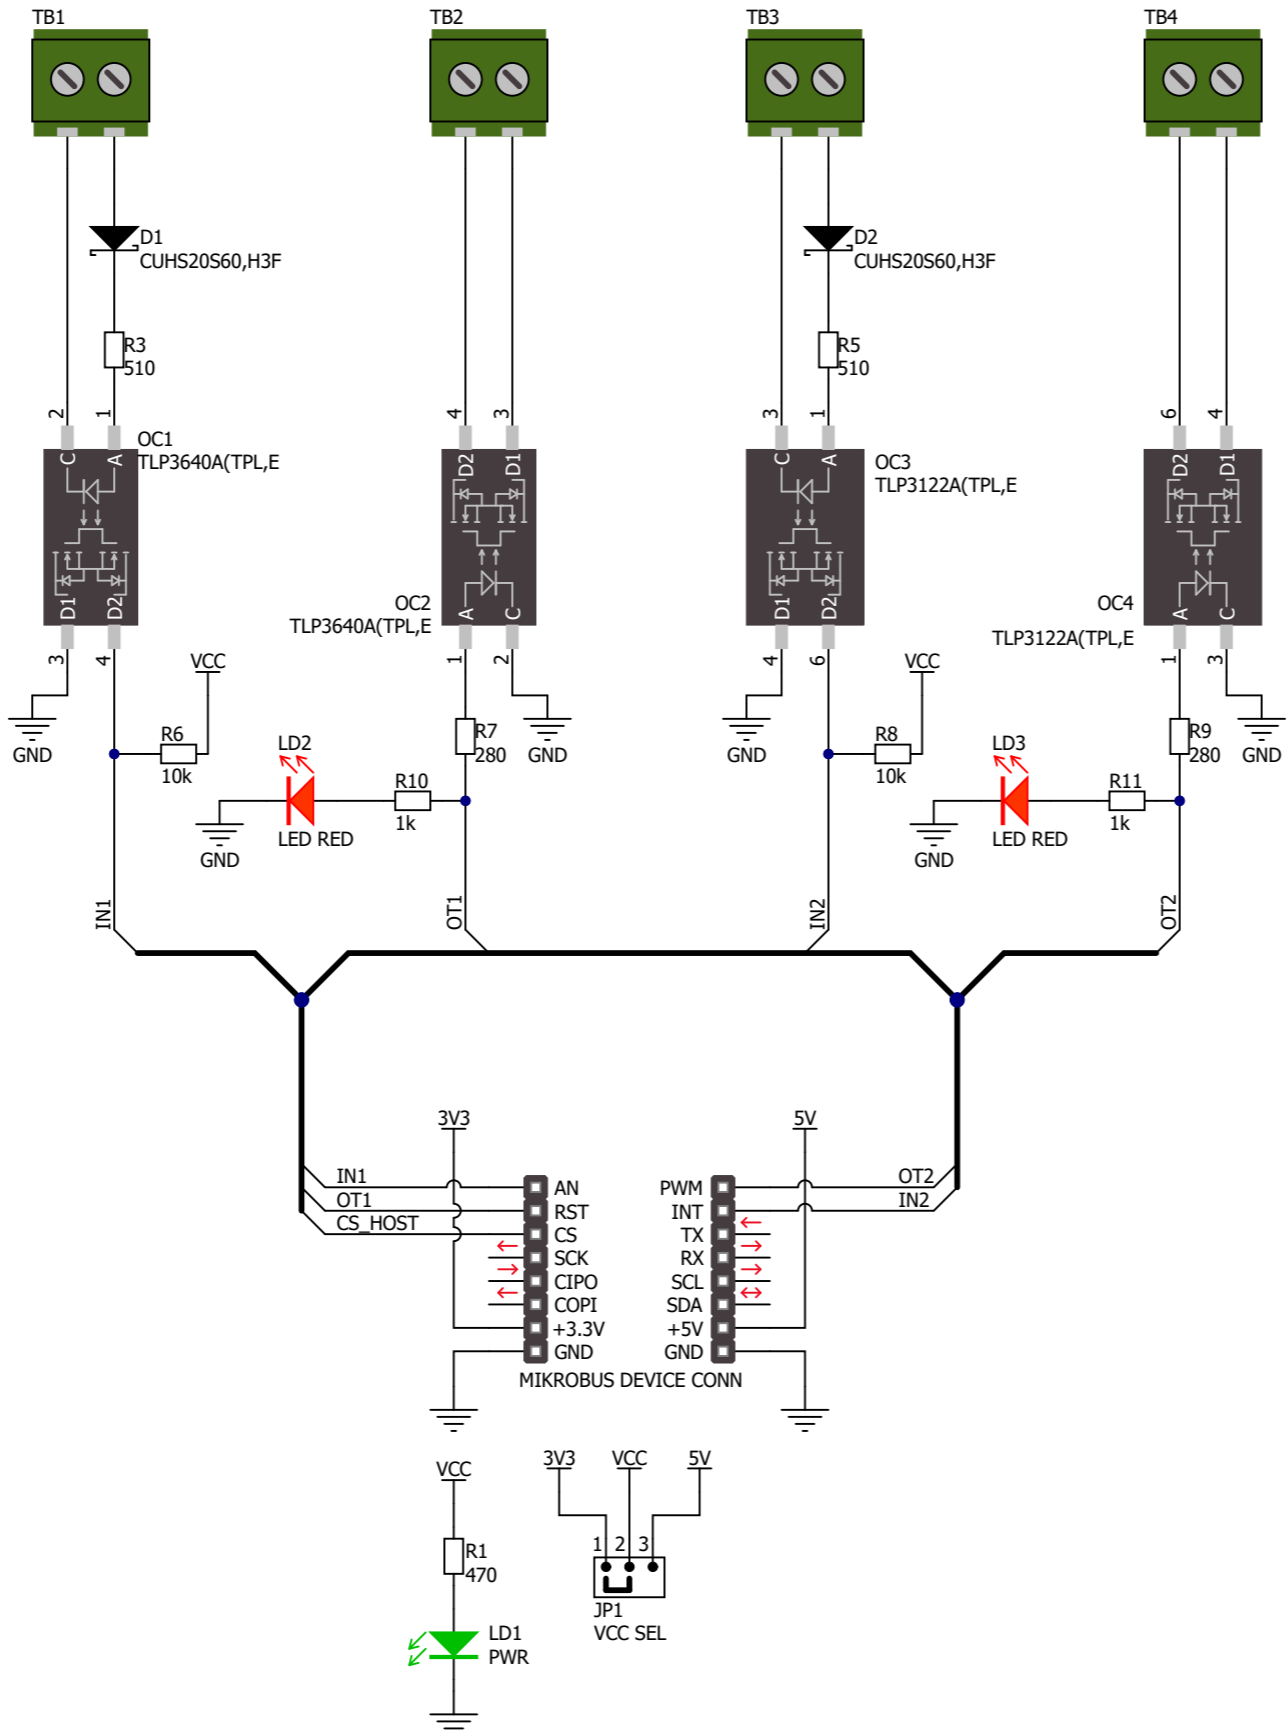 TB1
TB2
TB3
TB4
D1
CUHS20S60,H3F
D2
CUHS20S60,H3F
R3
510
R5
510
2
1
4
3
3
1
6
4
OC1
TLP3640A(TPL,E
OC3
TLP3122A(TPL,E
C
A
D2
D1
C
A
D2
D1
D1
D2
A
C
D1
D2
A
C
OC2
TLP3640A(TPL,E
OC4
TLP3122A(TPL,E
3
4
1
2
4
6
1
3
VCC
VCC
GND
R6
10k
R7
280
GND
GND
R8
10k
R9
280
GND
LD2
R10
1k
LED RED
GND
LD3
R11
1k
LED RED
GND
IN1
OT1
IN2
OT2
3V3
5V
IN1
OT1
CS_HOST
OT2
IN2
AN
RST
CS
SCK
CIPO
COPI
+3.3V
GND
PWM
INT
TX
RX
SCL
SDA
+5V
GND
MIKROBUS DEVICE CONN
VCC
R1
470
LD1
PWR
3V3
VCC
5V
1
2
3
JP1
VCC SEL